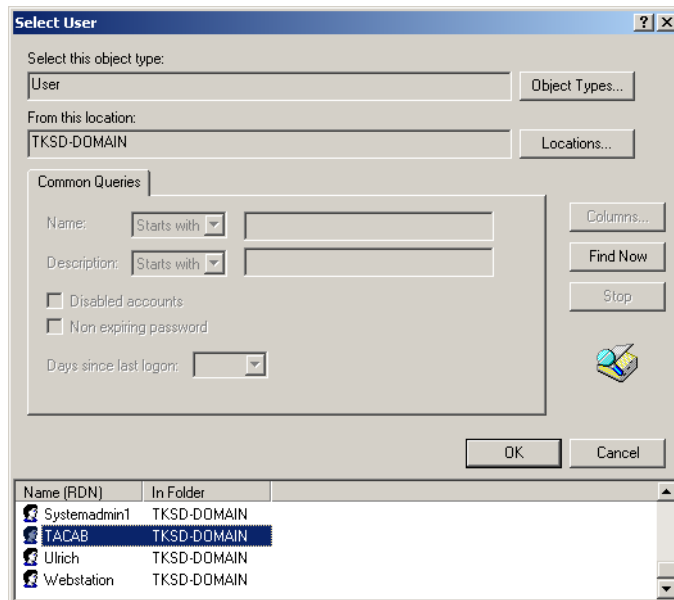 Select User
Select this object type:
User
Object Types...
From this location:
TKSD-DOMAIN
Locations...
Common Queries
Name:
Starts with
Columns...
Description:
Starts with
Find Now
Disabled accounts
Stop
Non expiring password
Days since last logon:
OK
Cancel
Name (RDN) In Folder
Systemadmin1 TKSD-DOMAIN
TACAB TKSD-DOMAIN
Ulrich TKSD-DOMAIN
Webstation TKSD-DOMAIN